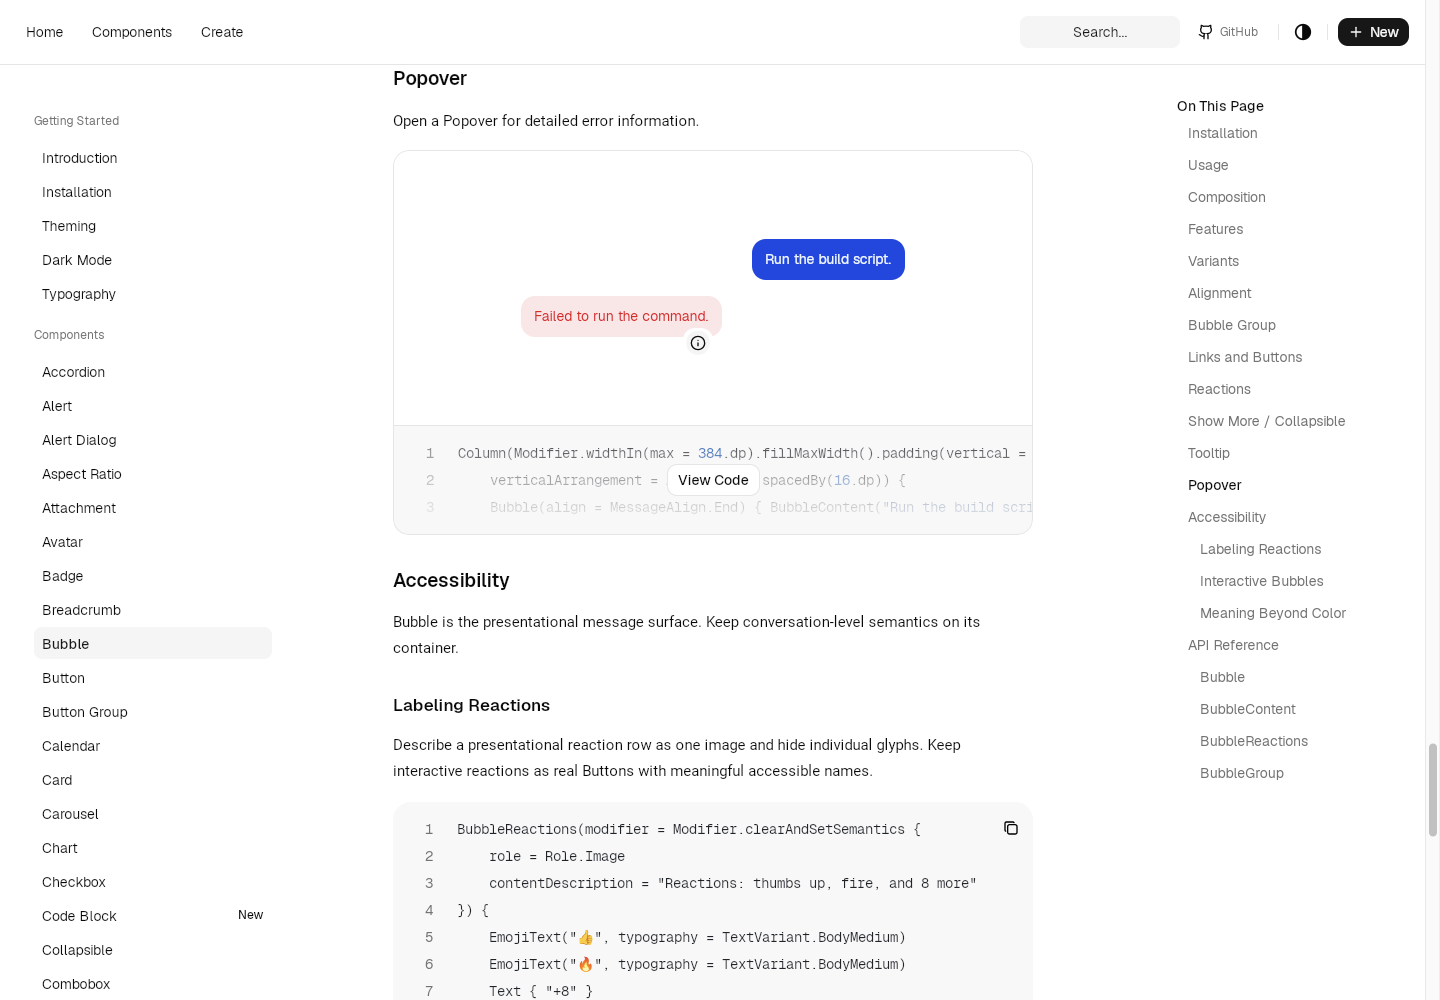 Home Components Create Search... GitHub New
Getting Started
Introduction
Installation
Theming
Dark Mode
Typography
Components
Accordion
Alert
Alert Dialog
Aspect Ratio
Attachment
Avatar
Badge
Breadcrumb
Bubble
Button
Button Group
Calendar
Card
Carousel
Chart
Checkbox
Code Block New
Collapsible
Combobox
Popover
Open a Popover for detailed error information.
Run the build script.
Failed to run the command.
1 Column(Modifier.widthIn(max = 384.dp).fillMaxWidth().padding(vertical =
2 verticalArrangement = spacedBy(16.dp)) {
View Code
3 Bubble(align = MessageAlign.End) { BubbleContent("Run the build scri
Accessibility
Bubble is the presentational message surface. Keep conversation-level semantics on its
container.
Labeling Reactions
Describe a presentational reaction row as one image and hide individual glyphs. Keep
interactive reactions as real Buttons with meaningful accessible names.
1 BubbleReactions(modifier = Modifier.clearAndSetSemantics {
2 role = Role.Image
3 contentDescription = "Reactions: thumbs up, fire, and 8 more"
4 }) {
5 EmojiText("👍", typography = TextVariant.BodyMedium)
6 EmojiText("🔥", typography = TextVariant.BodyMedium)
7 Text { "+8" }
On This Page
Installation
Usage
Composition
Features
Variants
Alignment
Bubble Group
Links and Buttons
Reactions
Show More / Collapsible
Tooltip
Popover
Accessibility
Labeling Reactions
Interactive Bubbles
Meaning Beyond Color
API Reference
Bubble
BubbleContent
BubbleReactions
BubbleGroup